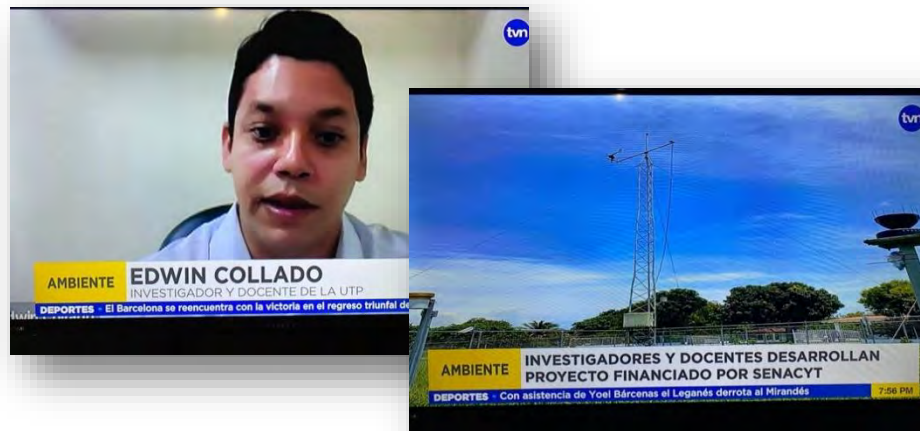 tvn
AMBIENTE
EDWIN COLLADO
INVESTIGADOR Y DOCENTE DE LA UTP
DEPORTES - El Barcelona se reencuentra con la victoria en el regreso triunfal de
tvn
AMBIENTE
INVESTIGADORES Y DOCENTES DESARROLLAN
PROYECTO FINANCIADO POR SENACYT
DEPORTES - Con asistencia de Yoel Bárcenas el Leganés derrota al Mirandés
7:56 PM